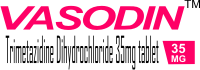 VASODIN™
Trimetazidine Dihydrochloride 35mg tablet 35 MG